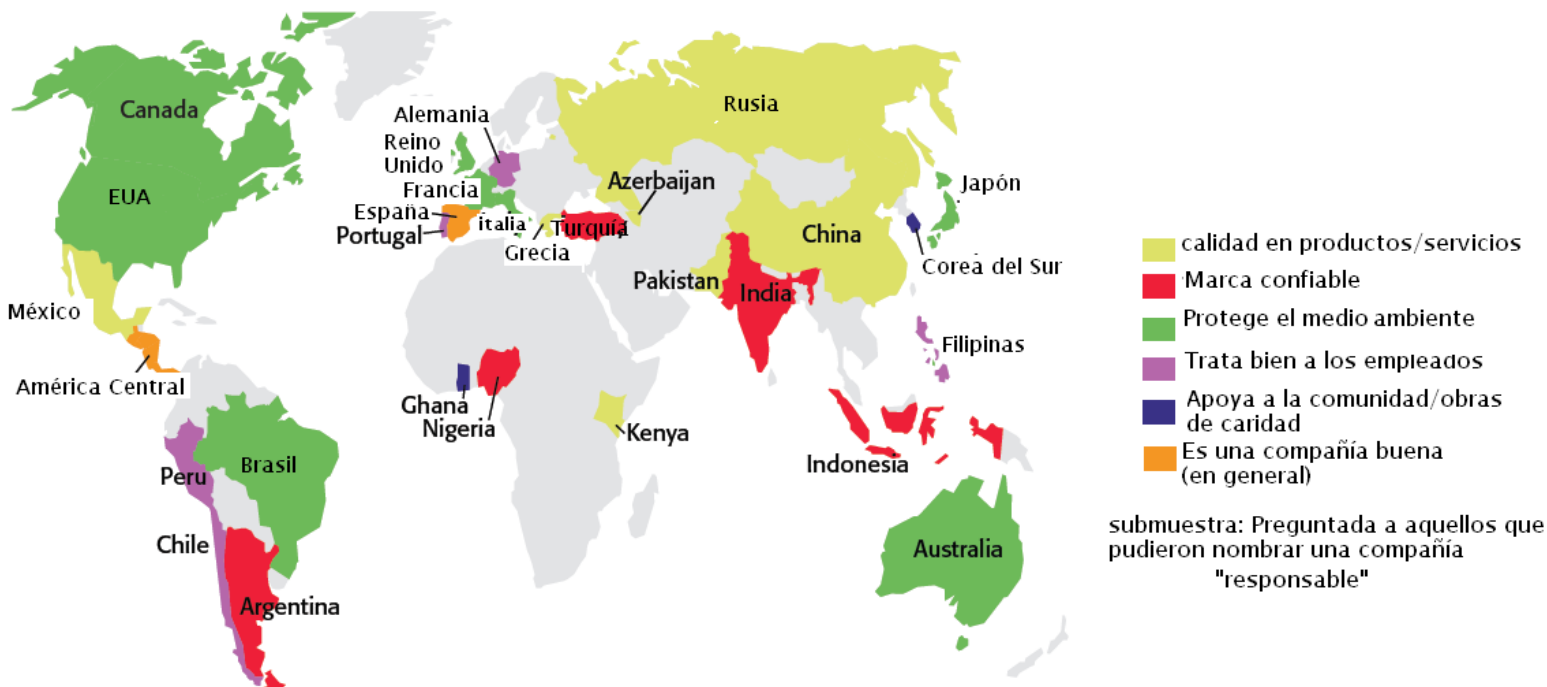 Canada
EUA
México
América Central
Peru
Brasil
Chile
Argentina
Alemania
Reino
Unido
Francia
España
Portugal
italia
Grecia
Turquía
Azerbaijan
Rusia
China
Japón
Corea del Sur
Pakistan
India
Filipinas
Ghana
Nigeria
Kenya
Indonesia
Australia
calidad en productos/servicios
Marca confiable
Protege el medio ambiente
Trata bien a los empleados
Apoya a la comunidad/obras
de caridad
Es una compañía buena
(en general)
submuestra: Preguntada a aquellos que
pudieron nombrar una compañía
"responsable"